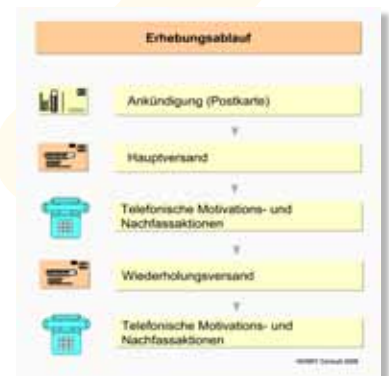 Erhebungsablauf
Ankündigung (Postkarte)
Hauptversand
Telefonische Motivations- und
Nachfassaktionen
Wiederholungsversand
Telefonische Motivations- und
Nachfassaktionen